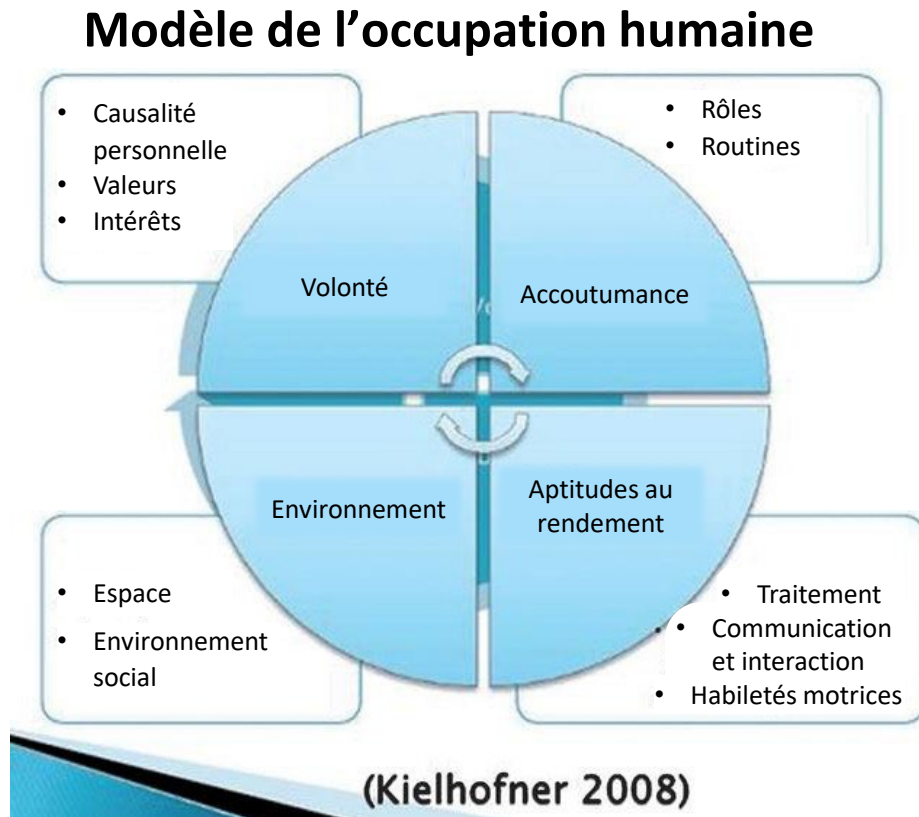 Modèle de l’occupation humaine
• Causalité
personnelle
• Valeurs
• Intérêts
• Rôles
• Routines
Volonté
Accoutumance
Environnement
Aptitudes au
rendement
• Espace
• Environnement
social
• Traitement
• • Communication
et interaction
• Habiletés motrices
(Kielhofner 2008)